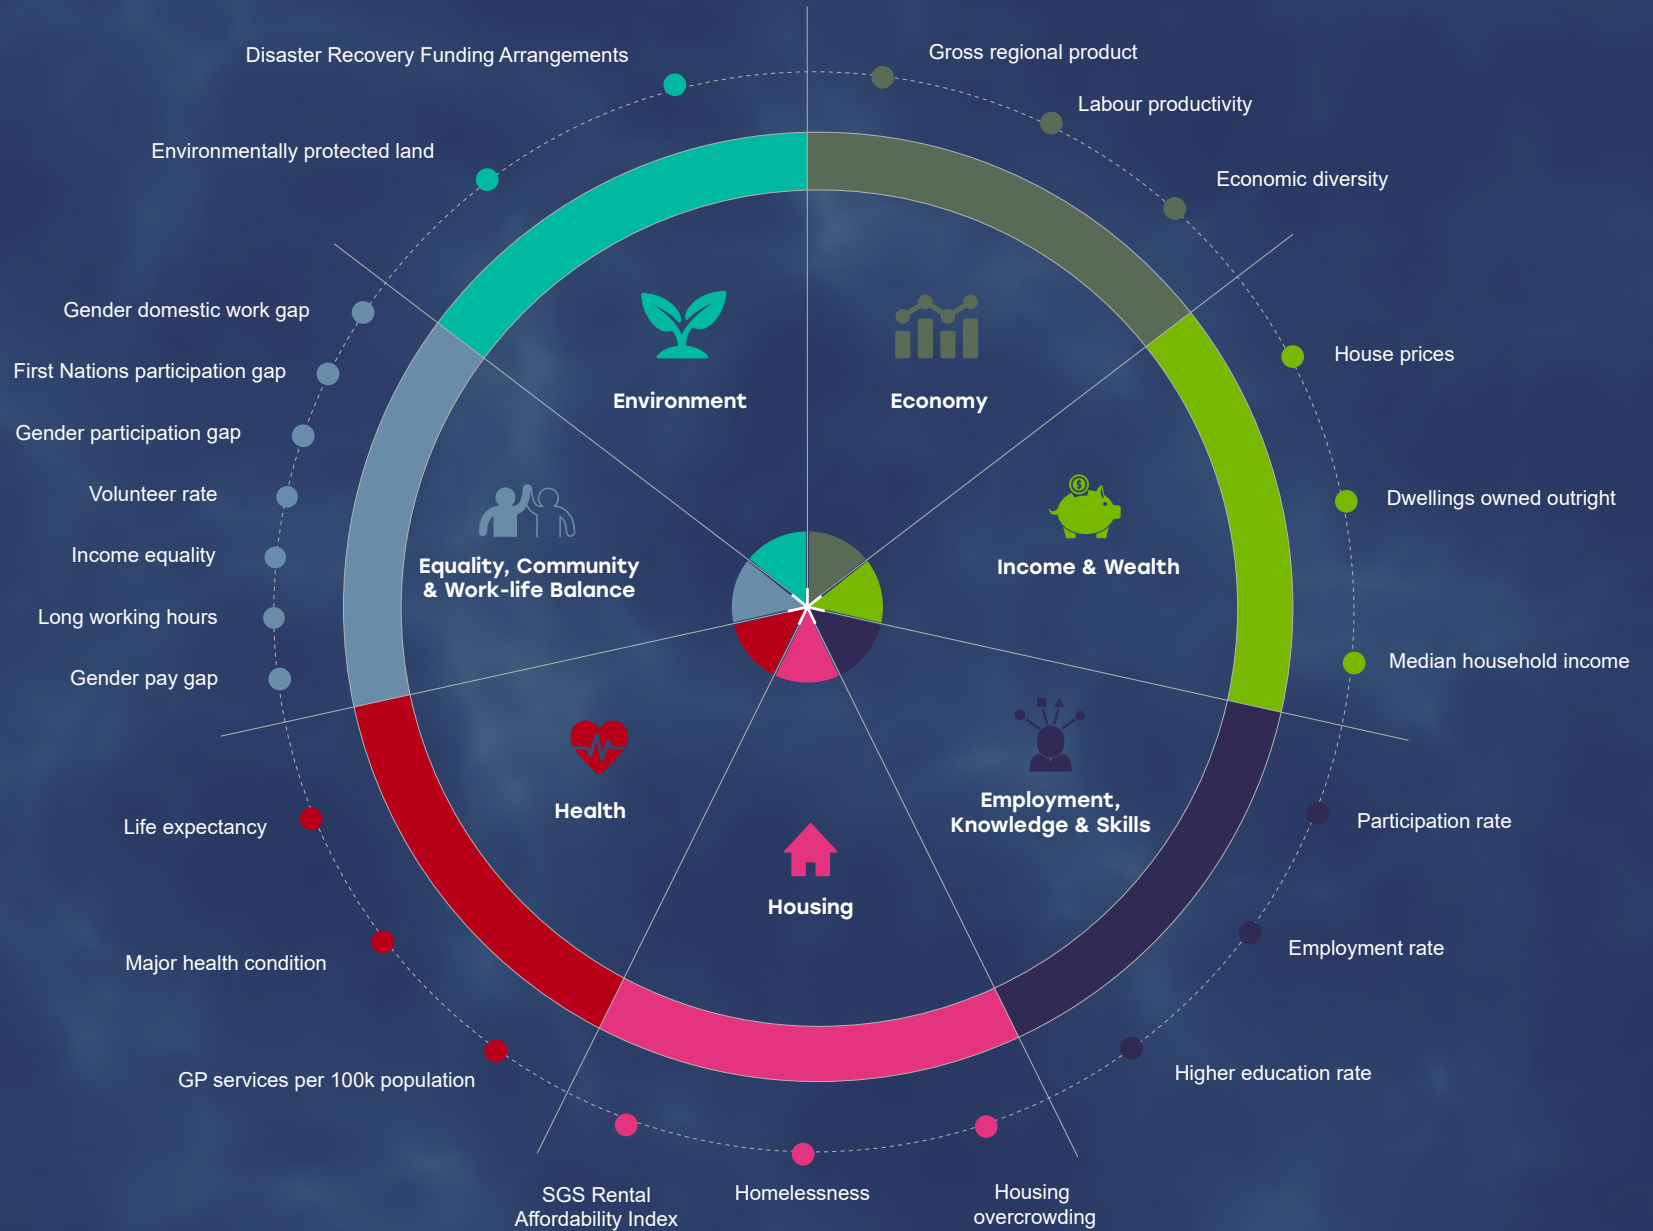 Disaster Recovery Funding Arrangements
Environmentally protected land
Gross regional product
Labour productivity
Economic diversity
House prices
Dwellings owned outright
Median household income
Participation rate
Employment rate
Higher education rate
Housing
overcrowding
Homelessness
SGS Rental
Affordability Index
GP services per 100k population
Major health condition
Life expectancy
Gender pay gap
Long working hours
Income equality
Volunteer rate
Gender participation gap
First Nations participation gap
Gender domestic work gap
Environment
Economy
$
Income & Wealth
Employment,
Knowledge & Skills
Housing
Health
Equality, Community
& Work-life Balance